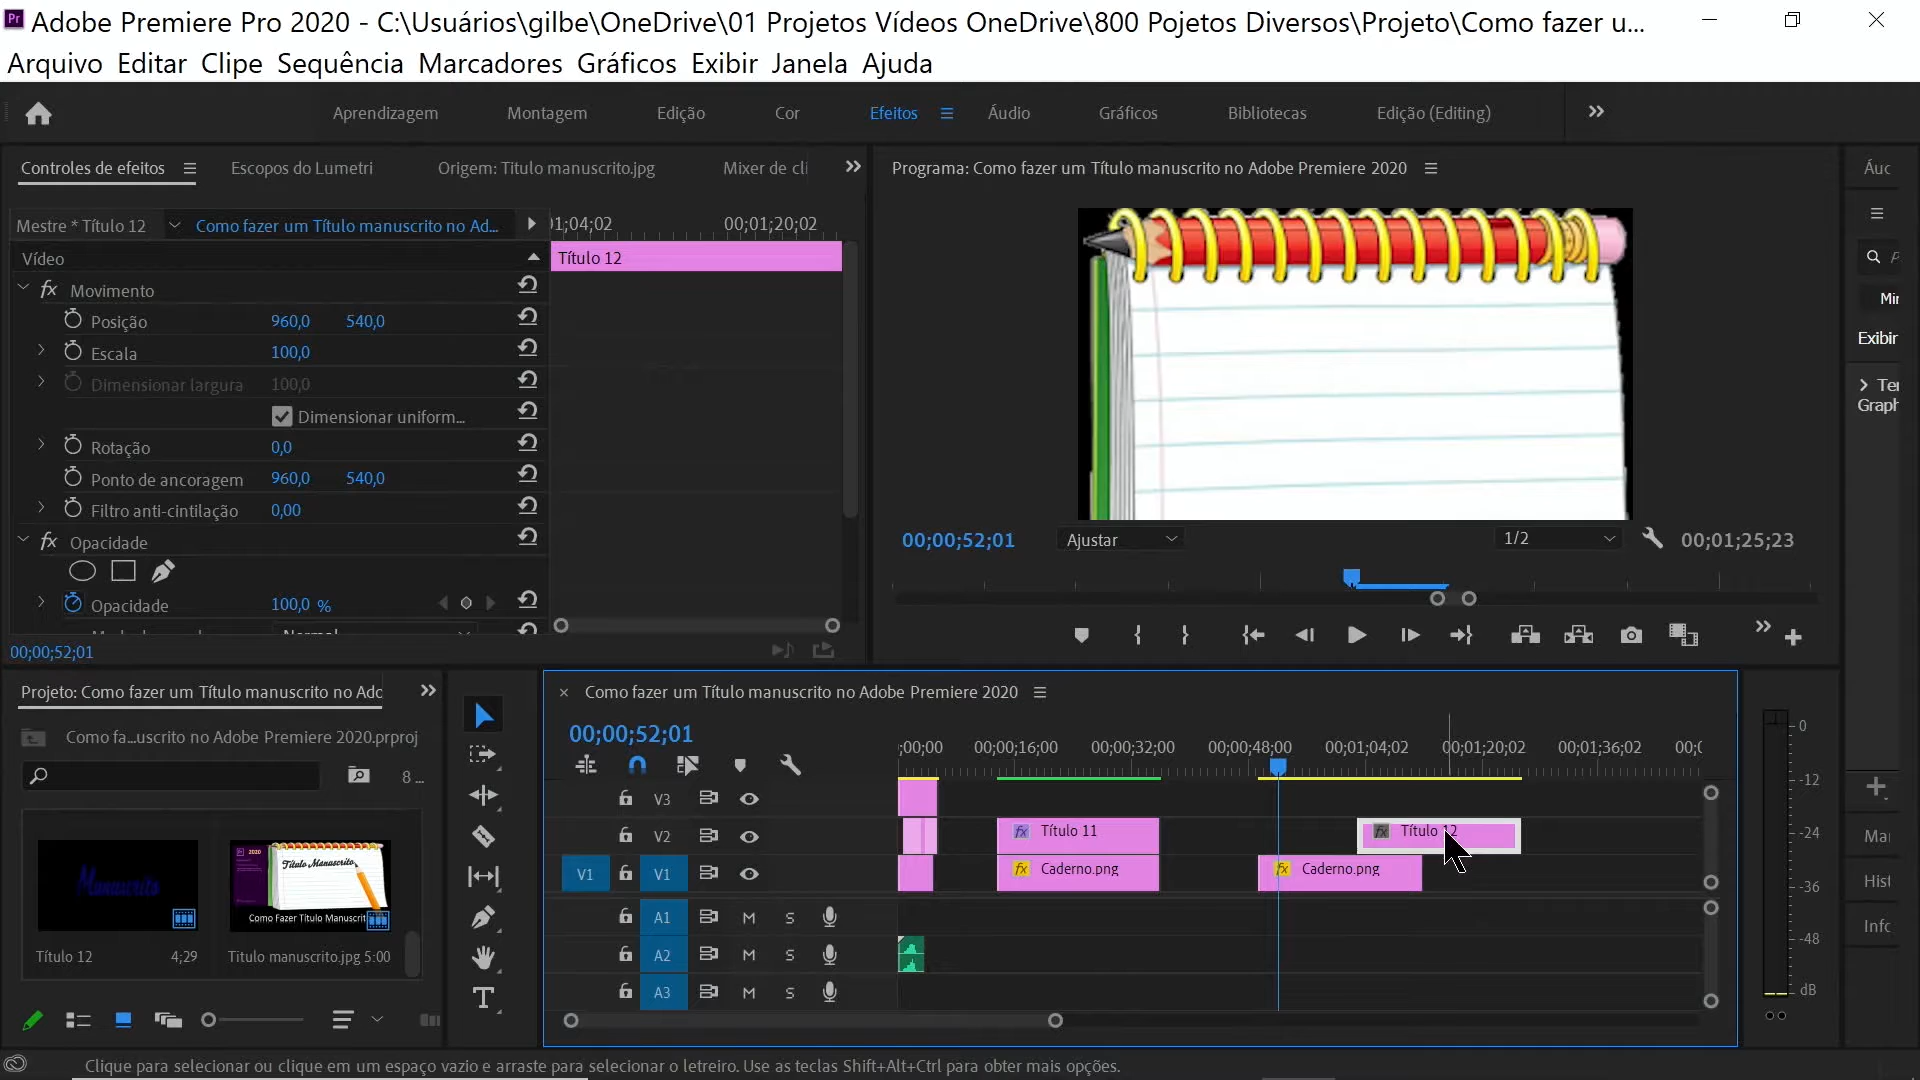 Pr Adobe Premiere Pro 2020 - C:\Usuários\gilbe\OneDrive\01 Projetos Vídeos OneDrive\800 Pojetos Diversos\Projeto\Como fazer u...
Arquivo Editar Clipe Sequência Marcadores Gráficos Exibir Janela Ajuda
Aprendizagem Montagem Edição Cor Efeitos Áudio Gráficos Bibliotecas Edição (Editing)
Controles de efeitos Escopos do Lumetri Origem: Titulo manuscrito.jpg Mixer de cli
Mestre * Título 12 Como fazer um Título manuscrito no Ad...
1;04;02 00;01;20;02
Vídeo
Título 12
fx Movimento
Posição 960,0 540,0
Escala 100,0
Dimensionar largura 100,0
Dimensionar uniform...
Rotação 0,0
Ponto de ancoragem 960,0 540,0
Filtro anti-cintilação 0,00
fx Opacidade
Opacidade 100,0 %
Normal
00;00;52;01
Programa: Como fazer um Título manuscrito no Adobe Premiere 2020
00;00;52;01 Ajustar 1/2 00;01;25;23
Áuc
Exibir
Projeto: Como fazer um Título manuscrito no Adc
Como fa...uscrito no Adobe Premiere 2020.prproj
8 ...
Manuscrito
2020
Título Manuscrito
Como Fazer Título Manuscrit
Título 12 4;29
Titulo manuscrito.jpg 5:00
Como fazer um Título manuscrito no Adobe Premiere 2020
00;00;52;01
;00;00 00;00;16;00 00;00;32;00 00;00;48;00 00;01;04;02 00;01;20;02 00;01;36;02 00;0
V3
V2 fx Título 11 fx Título 12
V1 V1 fx Caderno.png fx Caderno.png
A1 M S
A2 M S
A3 M S
0
-12
-24
-36
-48
dB
Clique para selecionar ou clique em um espaço vazio e arraste para selecionar o letreiro. Use as teclas Shift+Alt+Ctrl para obter mais opções.